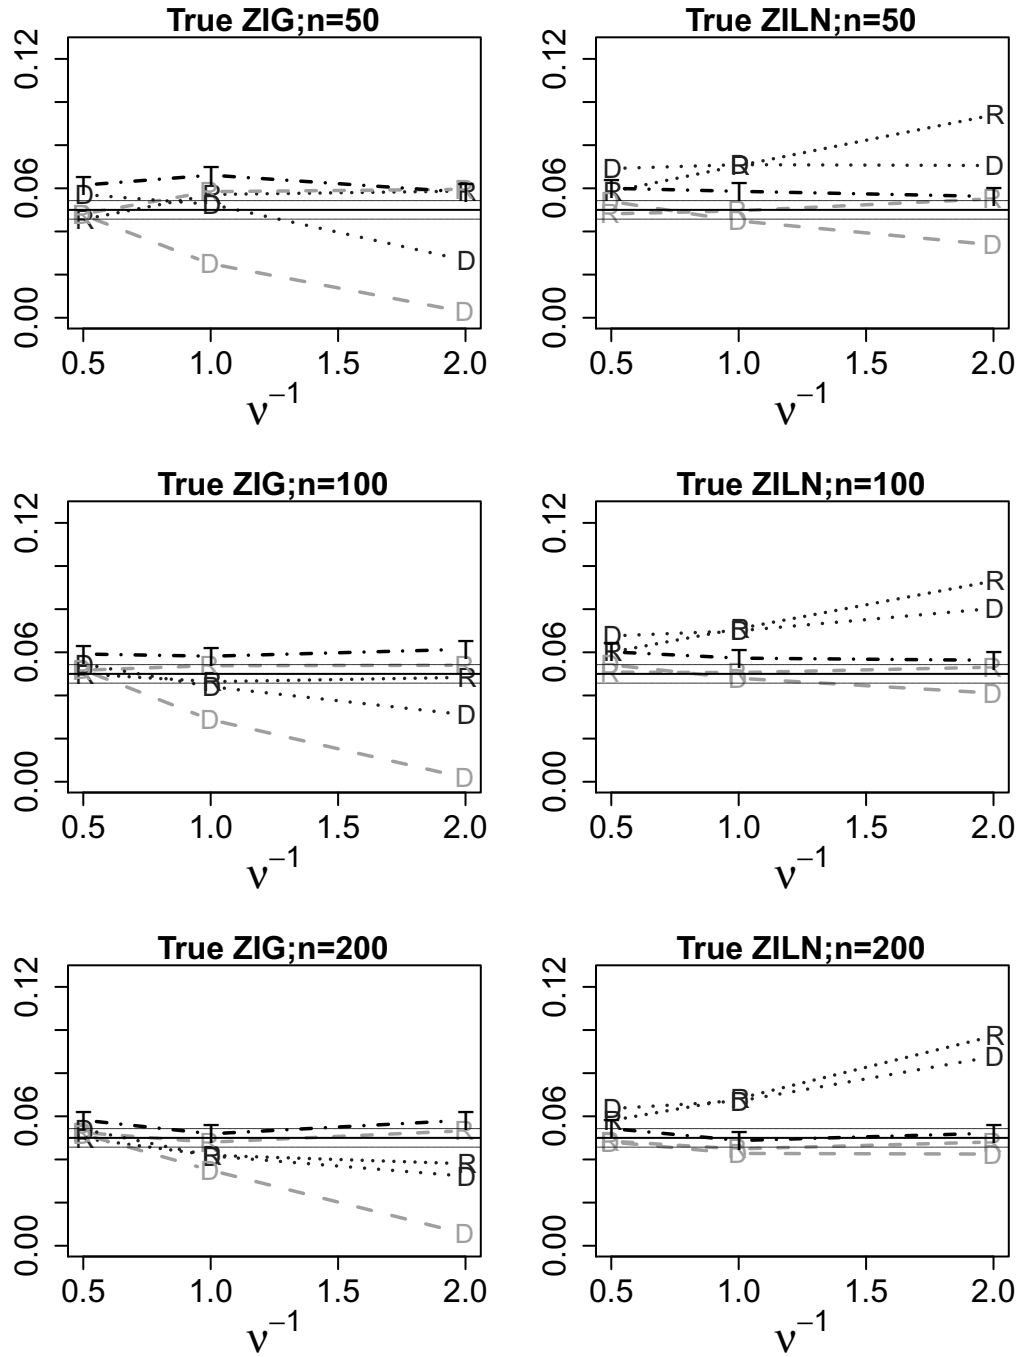 True ZIG;n=50
0.12
0.06
0.00
T D R D R
T R R D D
T R R D D
0.5 1.0 1.5 2.0
ν−1
True ZILN;n=50
0.12
0.06
0.00
D T R D R
D R T R D
R D T R D
0.5 1.0 1.5 2.0
ν−1
True ZIG;n=100
0.12
0.06
0.00
T D R D R
T R R D D
T R R D D
0.5 1.0 1.5 2.0
ν−1
True ZILN;n=100
0.12
0.06
0.00
D T R D R
D R T R D
R D T R D
0.5 1.0 1.5 2.0
ν−1
True ZIG;n=200
0.12
0.06
0.00
T D R D R
T R R D D
T R R D D
0.5 1.0 1.5 2.0
ν−1
True ZILN;n=200
0.12
0.06
0.00
D T R D R
R D T R D
R D T R D
0.5 1.0 1.5 2.0
ν−1